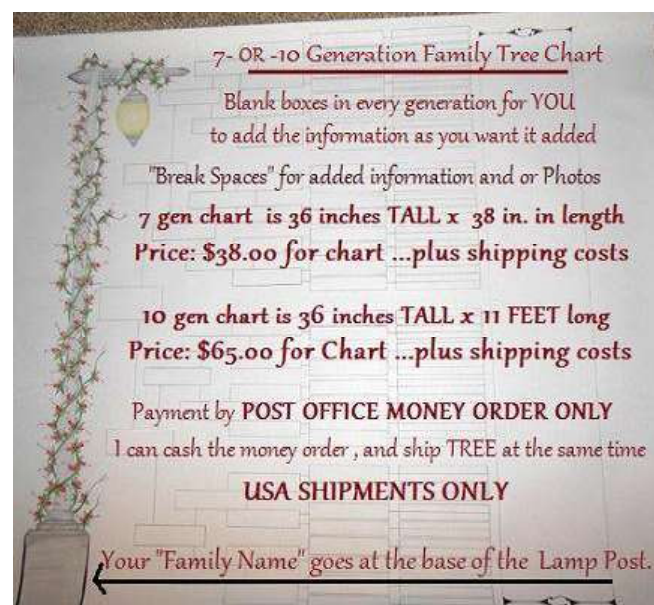 7- OR -10 Generation Family Tree Chart
Blank boxes in every generation for YOU
to add the information as you want it added
"Break Spaces" for added information and or Photos
7 gen chart is 36 inches TALL x 38 in. in length
Price: $38.00 for chart ...plus shipping costs
10 gen chart is 36 inches TALL x 11 FEET long
Price: $65.00 for Chart ...plus shipping costs
Payment by POST OFFICE MONEY ORDER ONLY
I can cash the money order , and ship TREE at the same time
USA SHIPMENTS ONLY
Your "Family Name" goes at the base of the Lamp Post.